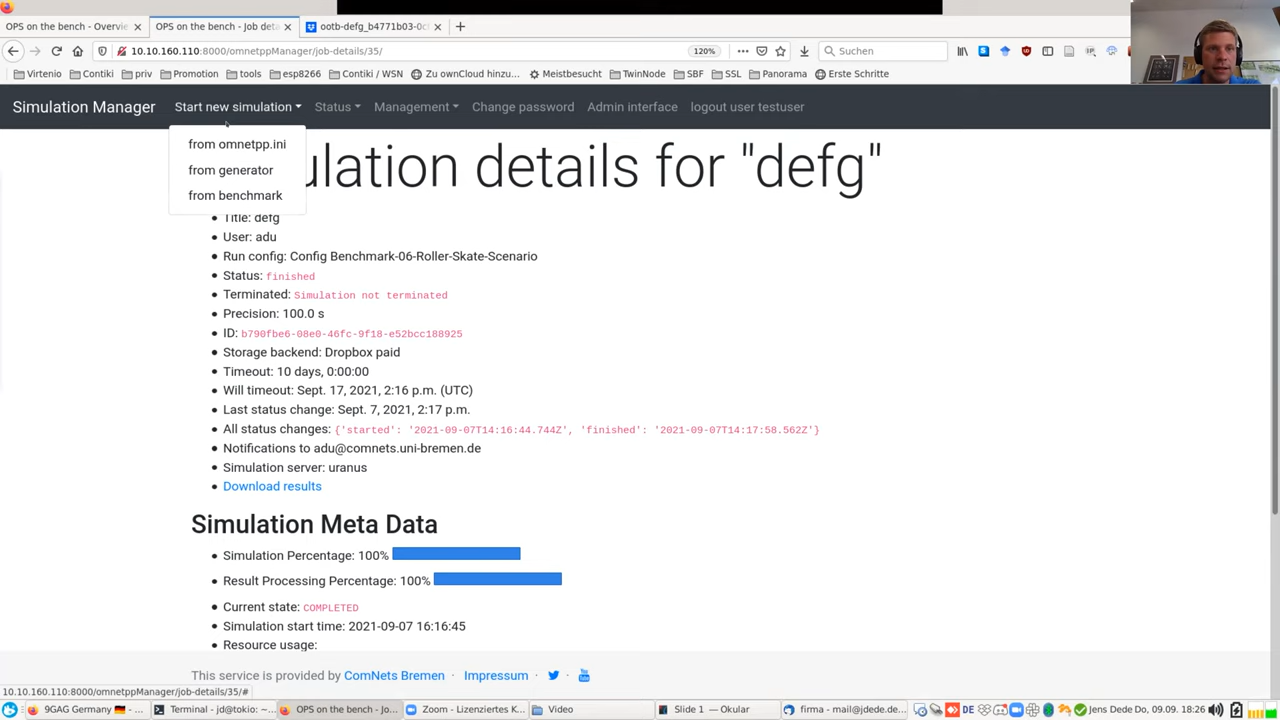 OPS on the bench - Overvie
OPS on the bench - Job deta
ootb-defg_b4771b03-0c
10.10.160.110:8000/omnetppManager/job-details/35/
120%
Suchen
Virtenio
Contiki
priv
Promotion
tools
esp8266
Contiki / WSN
Zu ownCloud hinzu...
Meistbesucht
TwinNode
SBF
SSL
Panorama
Erste Schritte
Simulation Manager
Start new simulation
Status
Management
Change password
Admin interface
logout user testuser
from omnetpp.ini
from generator
from benchmark
ulation details for "defg"
Title: defg
User: adu
Run config: Config Benchmark-06-Roller-Skate-Scenario
Status: finished
Terminated: Simulation not terminated
Precision: 100.0 s
ID: b790fbe6-08e0-46fc-9f18-e52bcc188925
Storage backend: Dropbox paid
Timeout: 10 days, 0:00:00
Will timeout: Sept. 17, 2021, 2:16 p.m. (UTC)
Last status change: Sept. 7, 2021, 2:17 p.m.
All status changes: {'started': '2021-09-07T14:16:44.744Z', 'finished': '2021-09-07T14:17:58.562Z'}
Notifications to adu@comnets.uni-bremen.de
Simulation server: uranus
Download results
Simulation Meta Data
Simulation Percentage: 100%
Result Processing Percentage: 100%
Current state: COMPLETED
Simulation start time: 2021-09-07 16:16:45
Resource usage:
This service is provided by ComNets Bremen · Impressum ·
10.10.160.110:8000/omnetppManager/job-details/35/#
9GAG Germany
Terminal - jd@tokio: ~...
OPS on the bench - Jo...
Zoom - Lizenziertes K...
Video
Slide 1 — Okular
firma - mail@jdede.de...
DE
Jens Dede Do, 09.09. 18:26